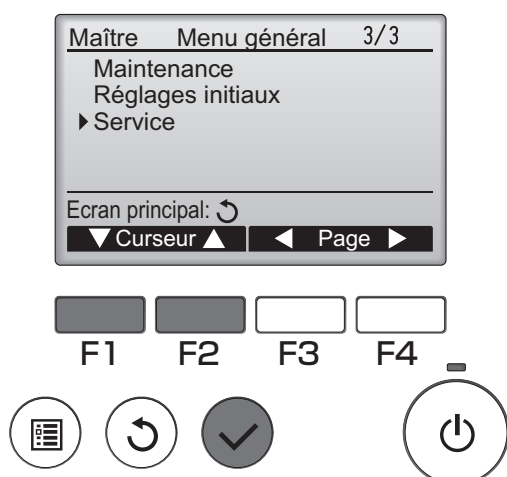 Maître Menu général 3/3
Maintenance
Réglages initiaux
Service
Ecran principal:
Curseur Page
F1 F2 F3 F4